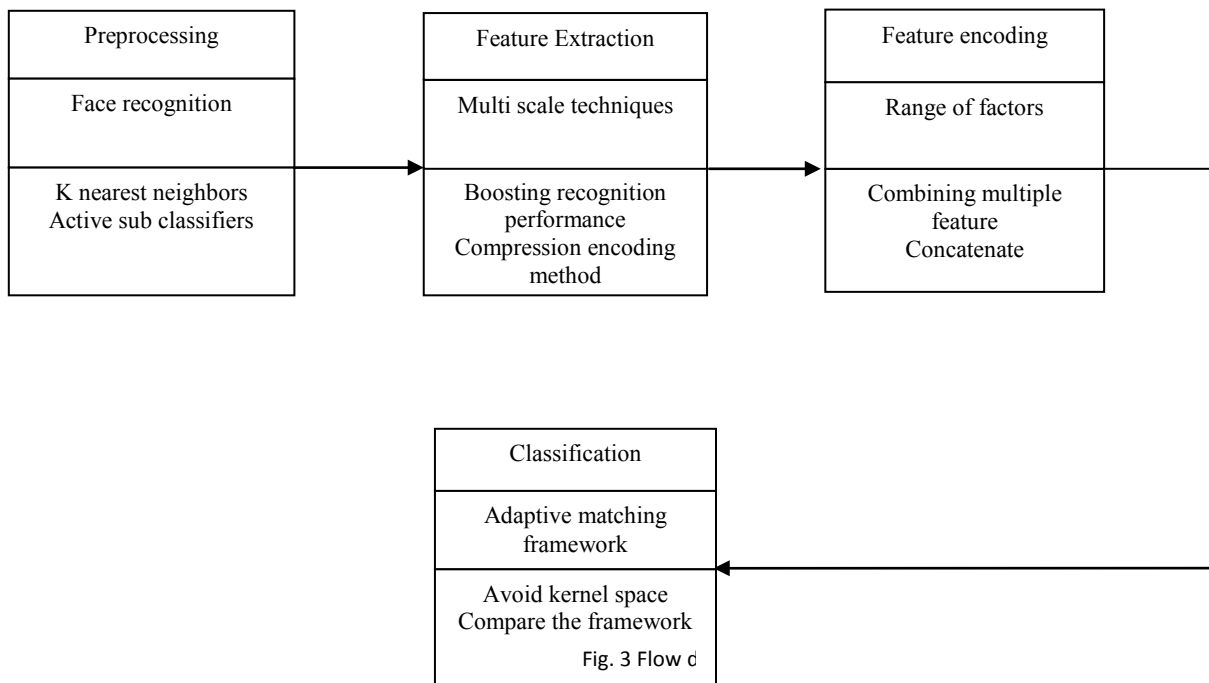 Preprocessing
Face recognition
K nearest neighbors
Active sub classifiers
Feature Extraction
Multi scale techniques
Boosting recognition
performance
Compression encoding
method
Feature encoding
Range of factors
Combining multiple
feature
Concatenate
Classification
Adaptive matching
framework
Avoid kernel space
Compare the framework
Fig. 3 Flow